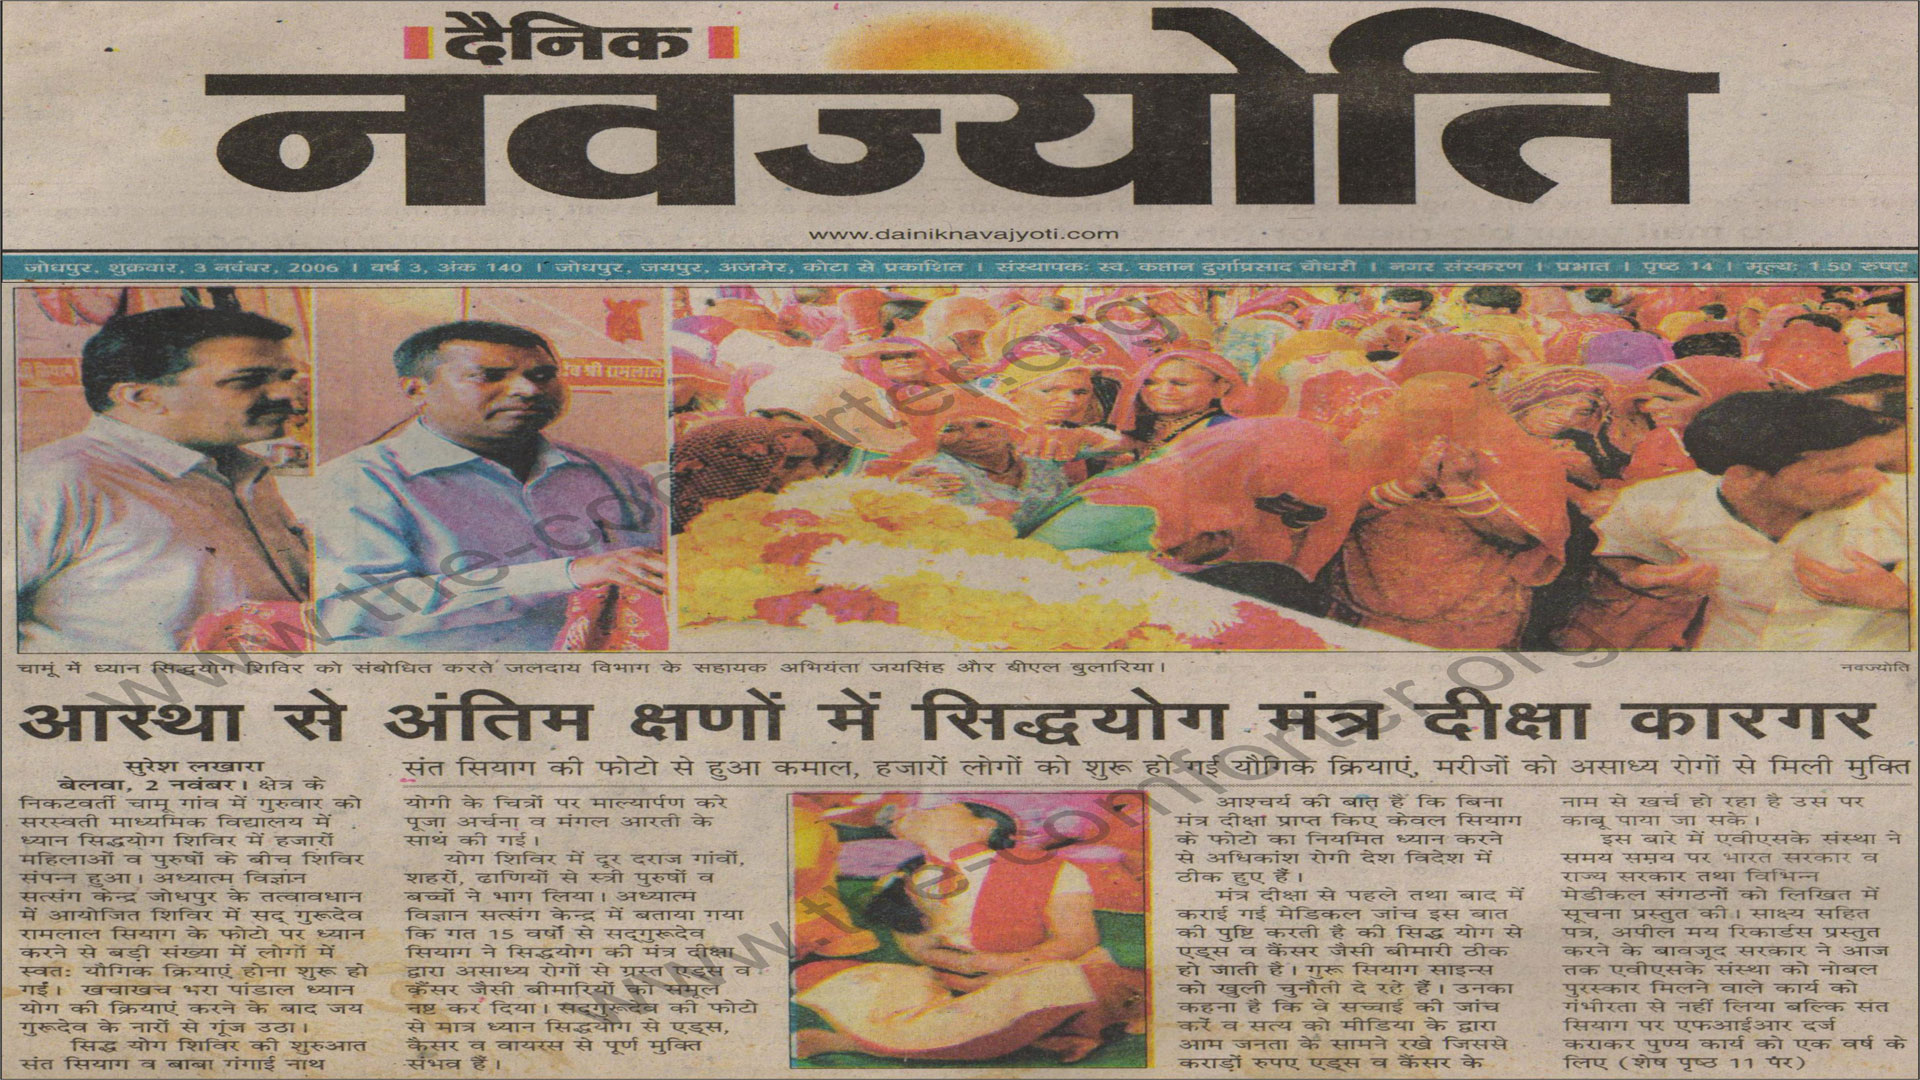 दैनिक
नवज्योति
www.dainiknavajyoti.com
जोधपुर, शुक्रवार, 3 नवंबर, 2006 । वर्ष 3, अंक 140 । जोधपुर, जयपुर, अजमेर, कोटा से प्रकाशित । संस्थापकः स्व. कप्तान दुर्गाप्रसाद चौधरी । नगर संस्करण । प्रभात । पृष्ठ 14 । मूल्यः 1.50 रुपए
श्री रामलाल
चामूं में ध्यान सिद्धयोग शिविर को संबोधित करते जलदाय विभाग के सहायक अभियंता जयसिंह और बीएल बुलारिया।
नवज्योति
आस्था से अंतिम क्षणों में सिद्धयोग मंत्र दीक्षा कारगर
संत सियाग की फोटो से हुआ कमाल, हजारों लोगों को शुरू हो गई यौगिक क्रियाएं, मरीजों को असाध्य रोगों से मिली मुक्ति
सुरेश लखारा
बेलवा, 2 नवंबर। क्षेत्र के
निकटवर्ती चामू गांव में गुरुवार को
सरस्वती माध्यमिक विद्यालय में
ध्यान सिद्धयोग शिविर में हजारों
महिलाओं व पुरुषों के बीच शिविर
संपन्न हुआ। अध्यात्म विज्ञान
सत्संग केन्द्र जोधपुर के तत्वावधान
में आयोजित शिविर में सद् गुरूदेव
रामलाल सियाग के फोटो पर ध्यान
करने से बड़ी संख्या में लोगों में
स्वतः यौगिक क्रियाएं होना शुरू हो
गईं। खचाखच भरा पांडाल ध्यान
योग की क्रियाएं करने के बाद जय
गुरूदेव के नारों से गूंज उठा।
सिद्ध योग शिविर की शुरुआत
संत सियाग व बाबा गंगाई नाथ
योगी के चित्रों पर माल्यार्पण करे
पूजा अर्चना व मंगल आरती के
साथ की गई।
योग शिविर में दूर दराज गांवों,
शहरों, ढाणियों से स्त्री पुरुषों व
बच्चों ने भाग लिया। अध्यात्म
विज्ञान सत्संग केन्द्र में बताया गया
कि गत 15 वर्षों से सद्गुरूदेव
सियाग ने सिद्धयोग की मंत्र दीक्षा
द्वारा असाध्य रोगों से ग्रस्त एड्स व
कैंसर जैसी बीमारियों को समूल
नष्ट कर दिया। सद्गुरूदेव की फोटो
से मात्र ध्यान सिद्धयोग से एड्स,
कैंसर व वायरस से पूर्ण मुक्ति
संभव हैं।
आश्चर्य की बात है कि बिना
मंत्र दीक्षा प्राप्त किए केवल सियाग
के फोटो का नियमित ध्यान करने
से अधिकांश रोगी देश विदेश में
ठीक हुए हैं।
मंत्र दीक्षा से पहले तथा बाद में
कराई गई मेडिकल जांच इस बात
की पुष्टि करती है की सिद्ध योग से
एड्स व कैंसर जैसी बीमारी ठीक
हो जाती है। गुरू सियाग साइन्स
को खुली चुनौती दे रहे हैं। उनका
कहना है कि वे सच्चाई की जांच
करें व सत्य को मीडिया के द्वारा
आम जनता के सामने रखे जिससे
कराड़ों रुपए एड्स व कैंसर के
नाम से खर्च हो रहा है उस पर
काबू पाया जा सके।
इस बारे में एवीएसके संस्था ने
समय समय पर भारत सरकार व
राज्य सरकार तथा विभिन्न
मेडीकल संगठनों को लिखित में
सूचना प्रस्तुत की। साक्ष्य सहित
पत्र, अपील मय रिकार्डस प्रस्तुत
करने के बावजूद सरकार ने आज
तक एवीएसके संस्था को नोबल
पुरस्कार मिलने वाले कार्य को
गंभीरता से नहीं लिया बल्कि संत
सियाग पर एफआईआर दर्ज
कराकर पुण्य कार्य को एक वर्ष के
लिए (शेष पृष्ठ 11 पर)
www.the-comforter.org
www.the-comforter.org